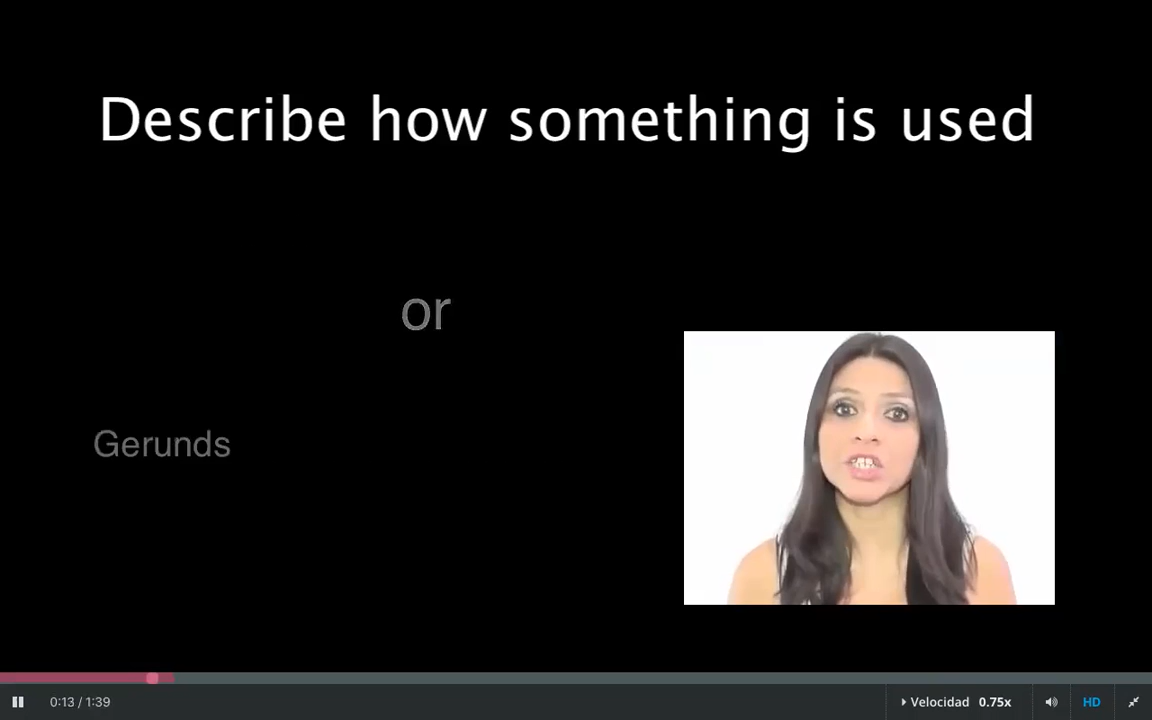 Describe how something is used
or
Gerunds
0:13 / 1:39
Velocidad 0.75x
HD